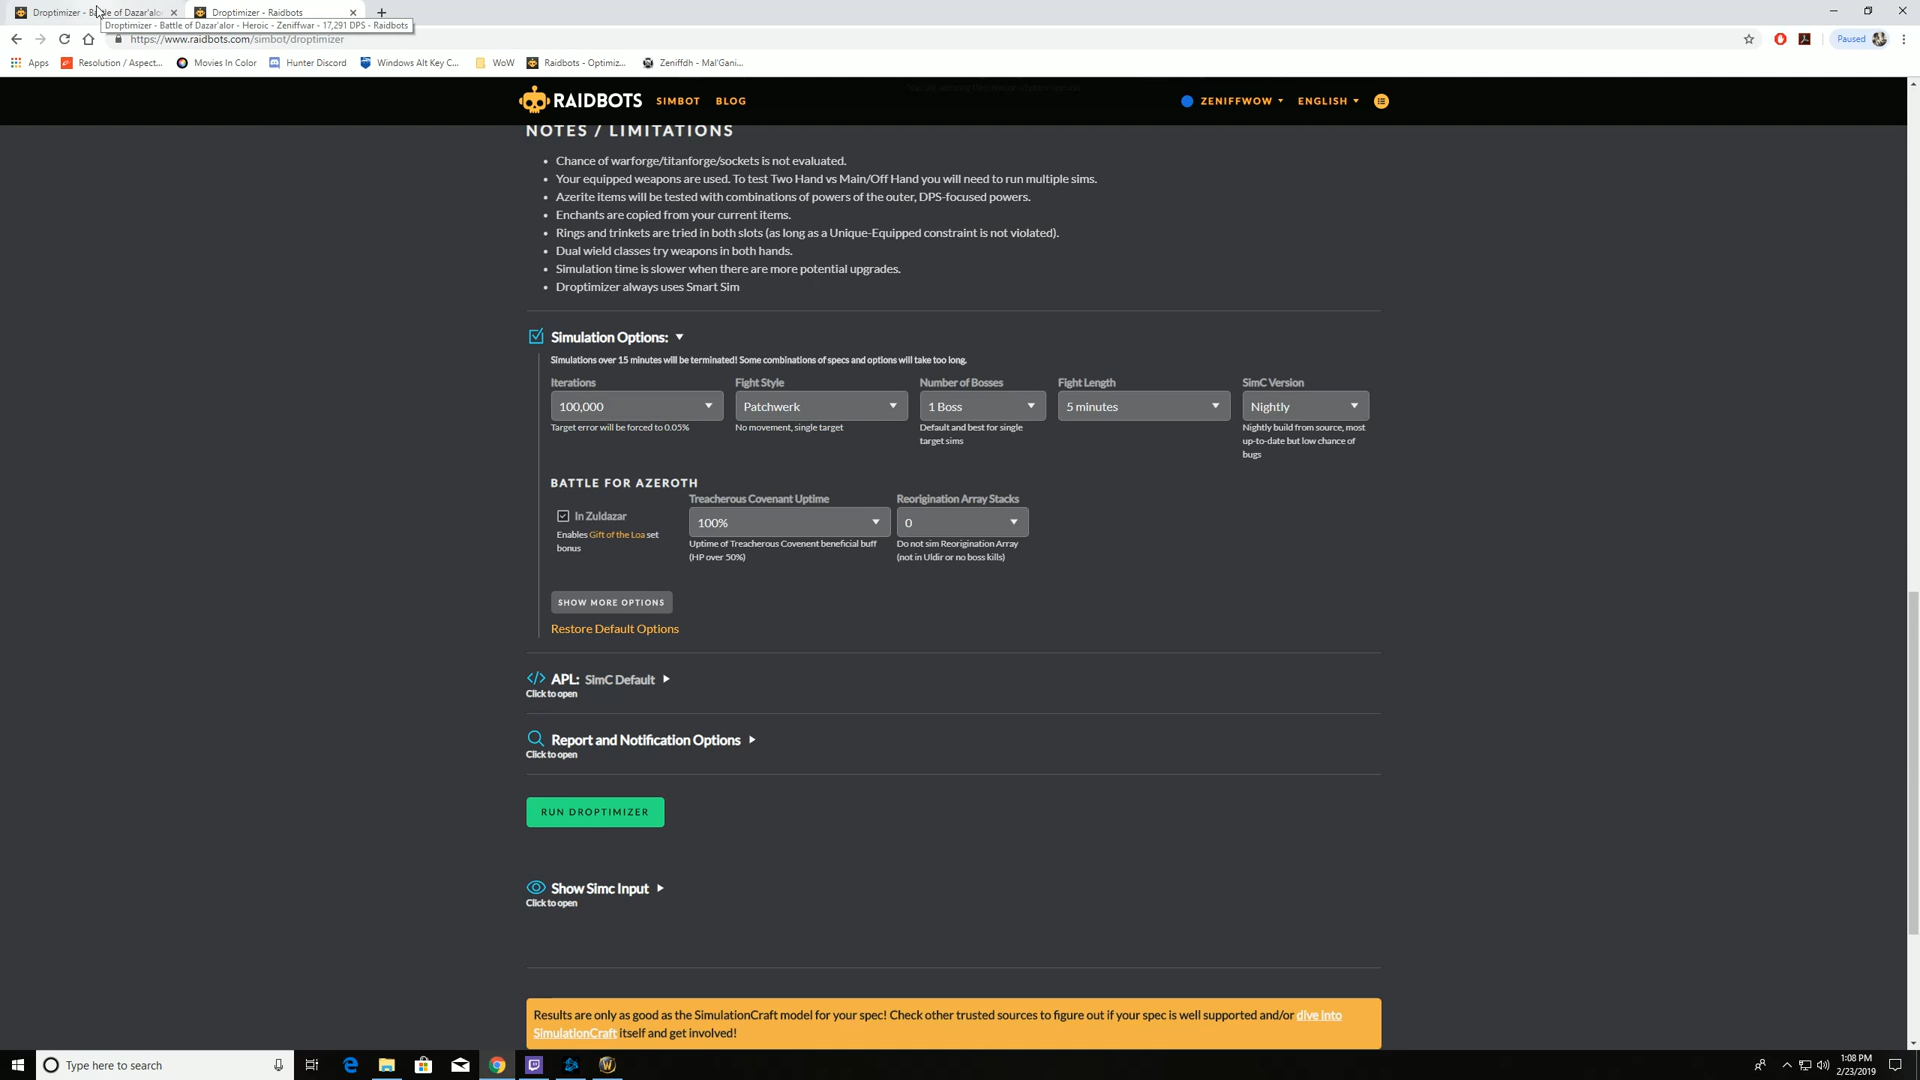 Droptimizer - Battle of Dazar'alo
Droptimizer - Raidbots
Droptimizer - Battle of Dazar'alor - Heroic - Zeniffwar - 17,291 DPS - Raidbots
https://www.raidbots.com/simbot/droptimizer
Paused
Apps
Resolution / Aspect...
Movies In Color
Hunter Discord
Windows Alt Key C...
WoW
Raidbots - Optimiz...
Zeniffdh - Mal'Gani...
RAIDBOTS
SIMBOT
BLOG
ZENIFFWOW
ENGLISH
NOTES / LIMITATIONS
• Chance of warforge/titanforge/sockets is not evaluated.
• Your equipped weapons are used. To test Two Hand vs Main/Off Hand you will need to run multiple sims.
• Azerite items will be tested with combinations of powers of the outer, DPS-focused powers.
• Enchants are copied from your current items.
• Rings and trinkets are tried in both slots (as long as a Unique-Equipped constraint is not violated).
• Dual wield classes try weapons in both hands.
• Simulation time is slower when there are more potential upgrades.
• Droptimizer always uses Smart Sim
Simulation Options:
Simulations over 15 minutes will be terminated! Some combinations of specs and options will take too long.
Iterations
Fight Style
Number of Bosses
Fight Length
SimC Version
100,000
Patchwerk
1 Boss
5 minutes
Nightly
Target error will be forced to 0.05%
No movement, single target
Default and best for single
target sims
Nightly build from source, most
up-to-date but low chance of
bugs
BATTLE FOR AZEROTH
Treacherous Covenant Uptime
Reorigination Array Stacks
In Zuldazar
100%
0
Enables Gift of the Loa set
bonus
Uptime of Treacherous Covenent beneficial buff
(HP over 50%)
Do not sim Reorigination Array
(not in Uldir or no boss kills)
SHOW MORE OPTIONS
Restore Default Options
</> APL: SimC Default
Click to open
Report and Notification Options
Click to open
RUN DROPTIMIZER
Show Simc Input
Click to open
Results are only as good as the SimulationCraft model for your spec! Check other trusted sources to figure out if your spec is well supported and/or dive into
SimulationCraft itself and get involved!
Type here to search
1:08 PM
2/23/2019